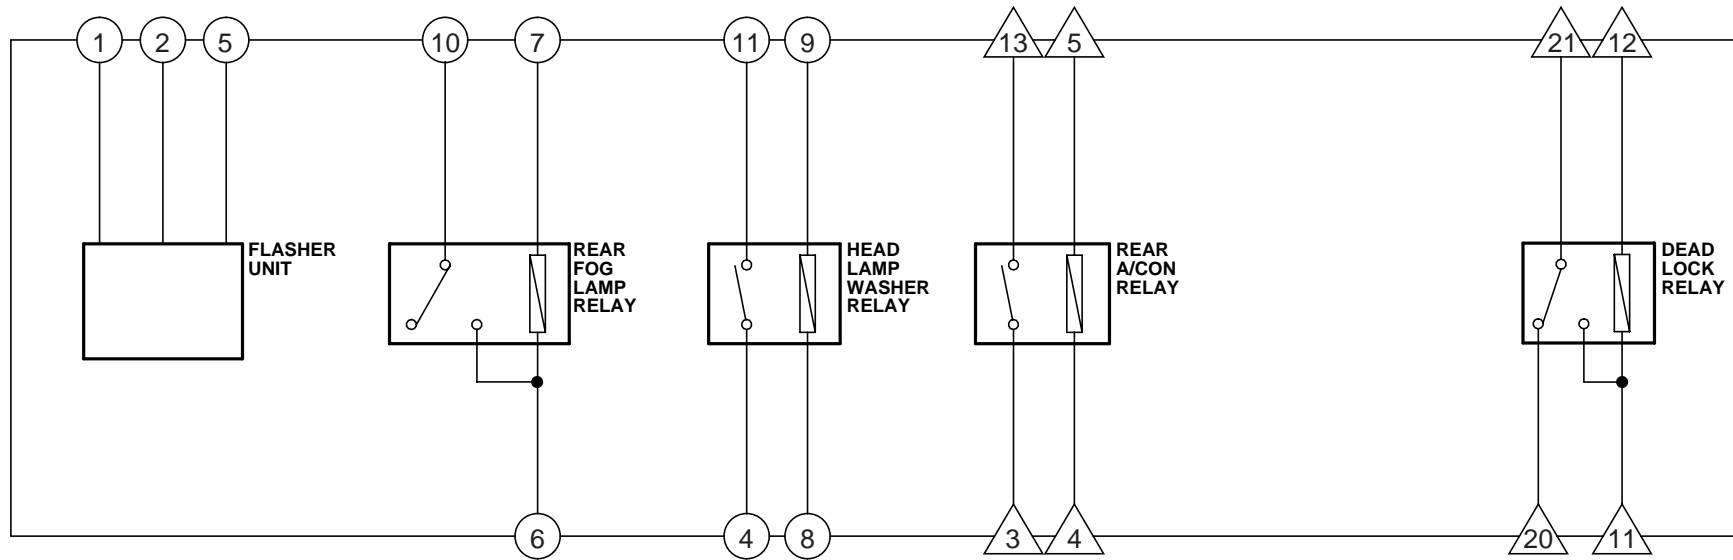 1 2 5 10 7 11 9 13 5 21 12
FLASHER
UNIT
REAR
FOG
LAMP
RELAY
HEAD
LAMP
WASHER
RELAY
REAR
A/CON
RELAY
DEAD
LOCK
RELAY
6 4 8 3 4 20 11